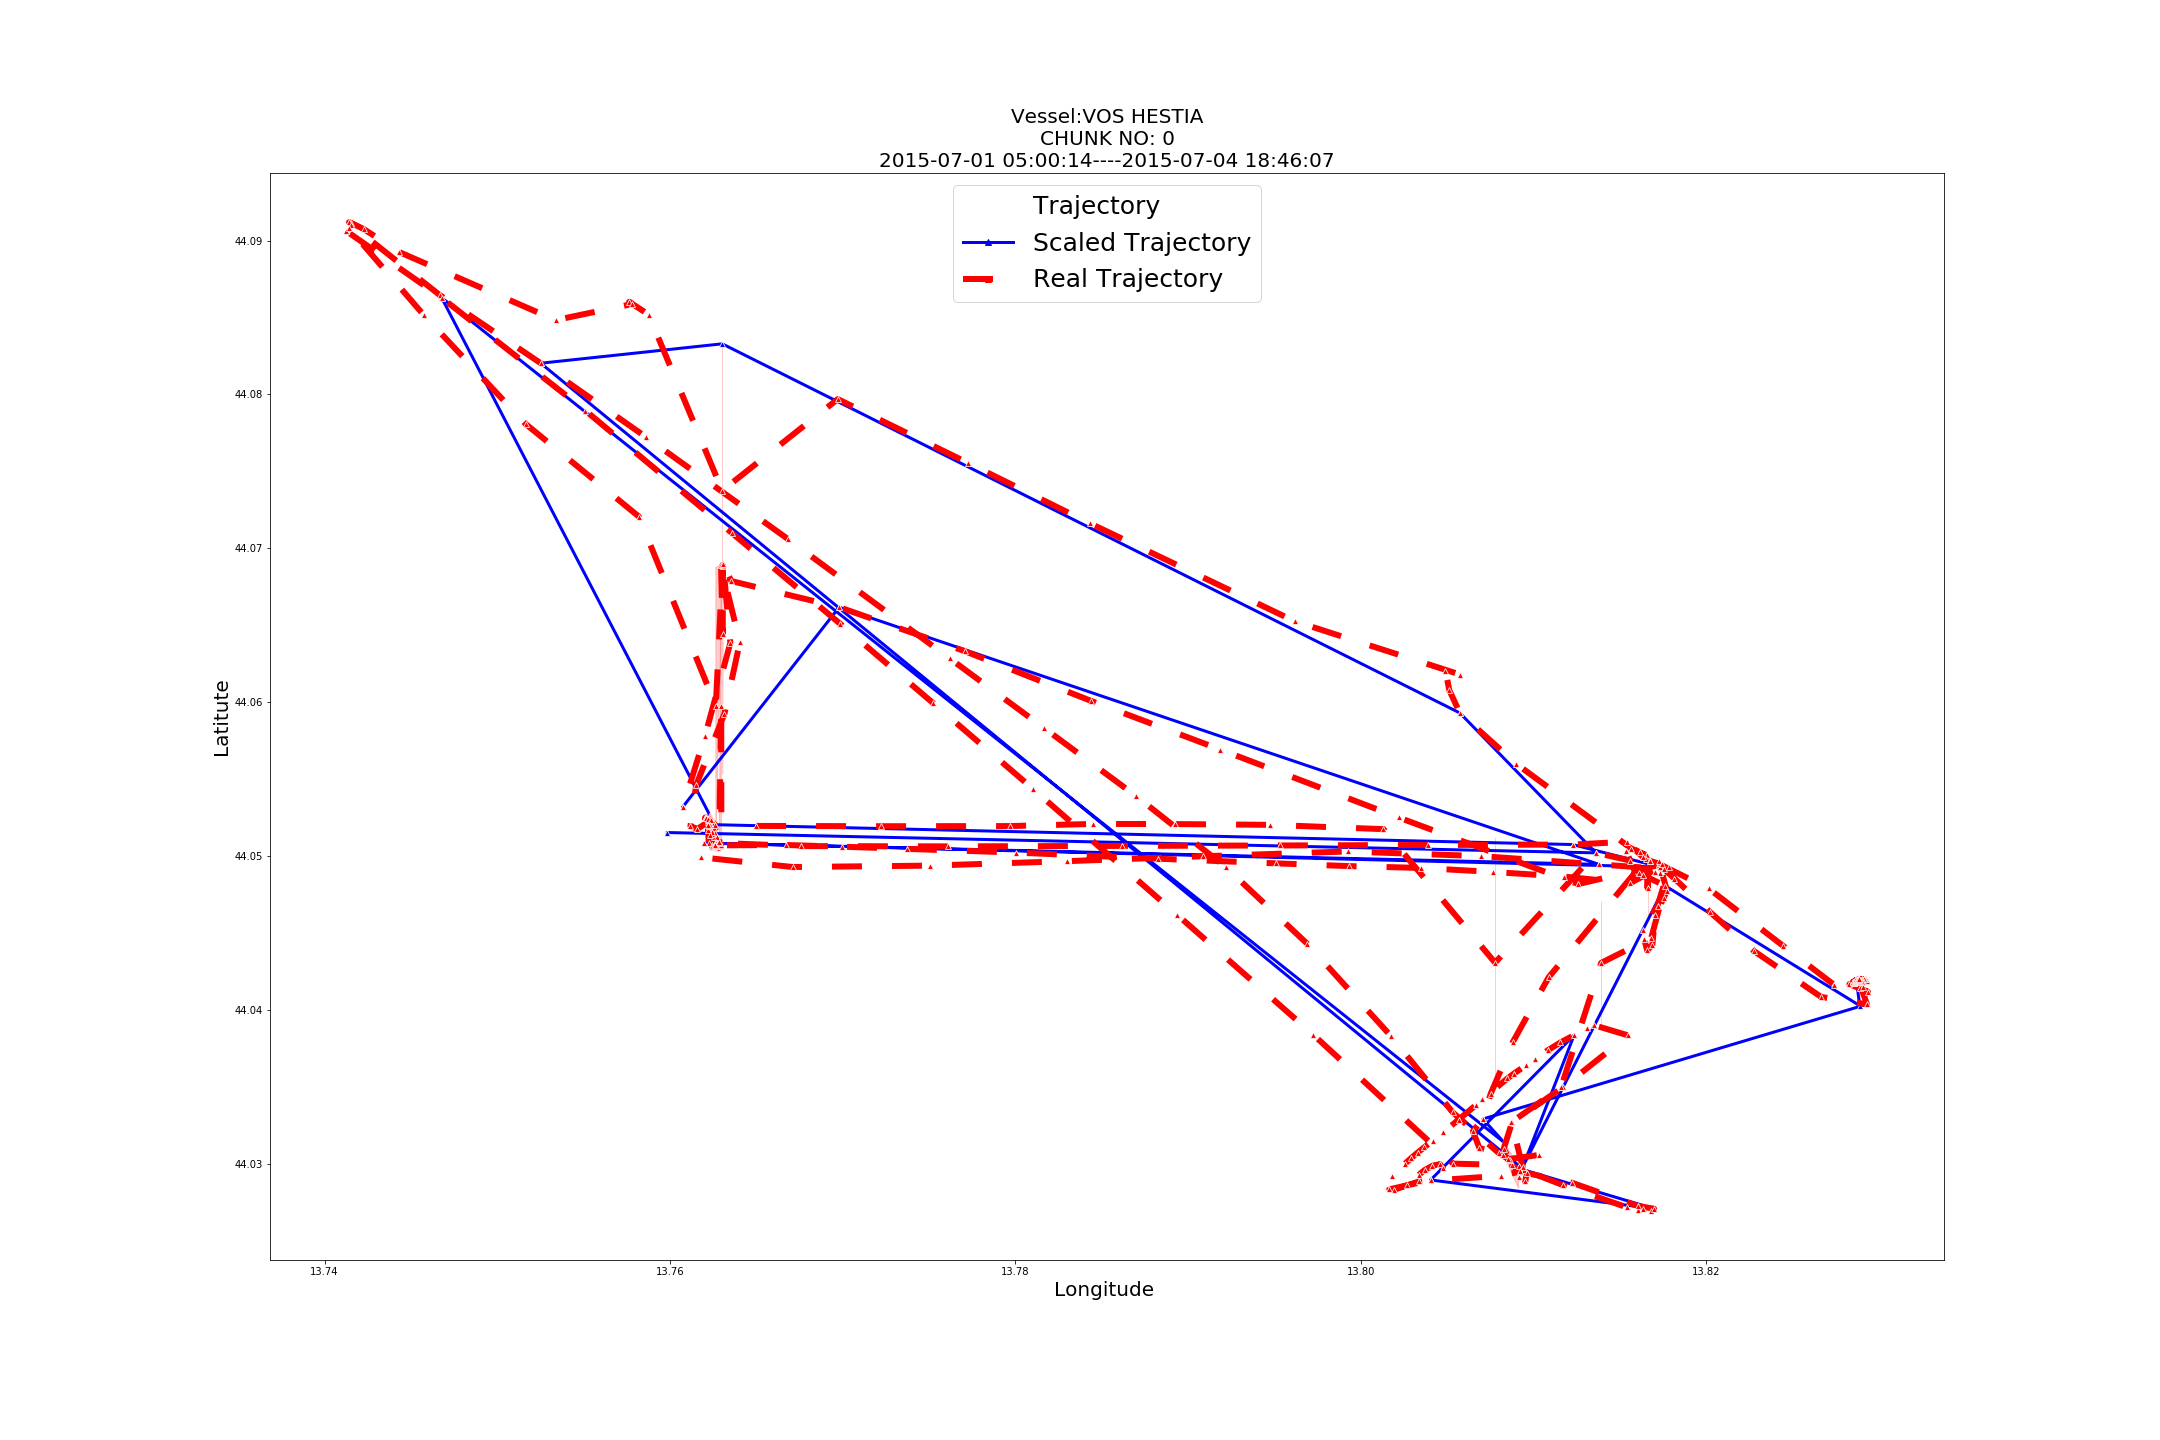 Vessel:VOS HESTIA
CHUNK NO: 0
2015-07-01 05:00:14----2015-07-04 18:46:07
Trajectory
Scaled Trajectory
Real Trajectory
44.09
44.08
44.07
44.06
44.05
44.04
44.03
Latitute
13.74
13.76
13.78
13.80
13.82
Longitude